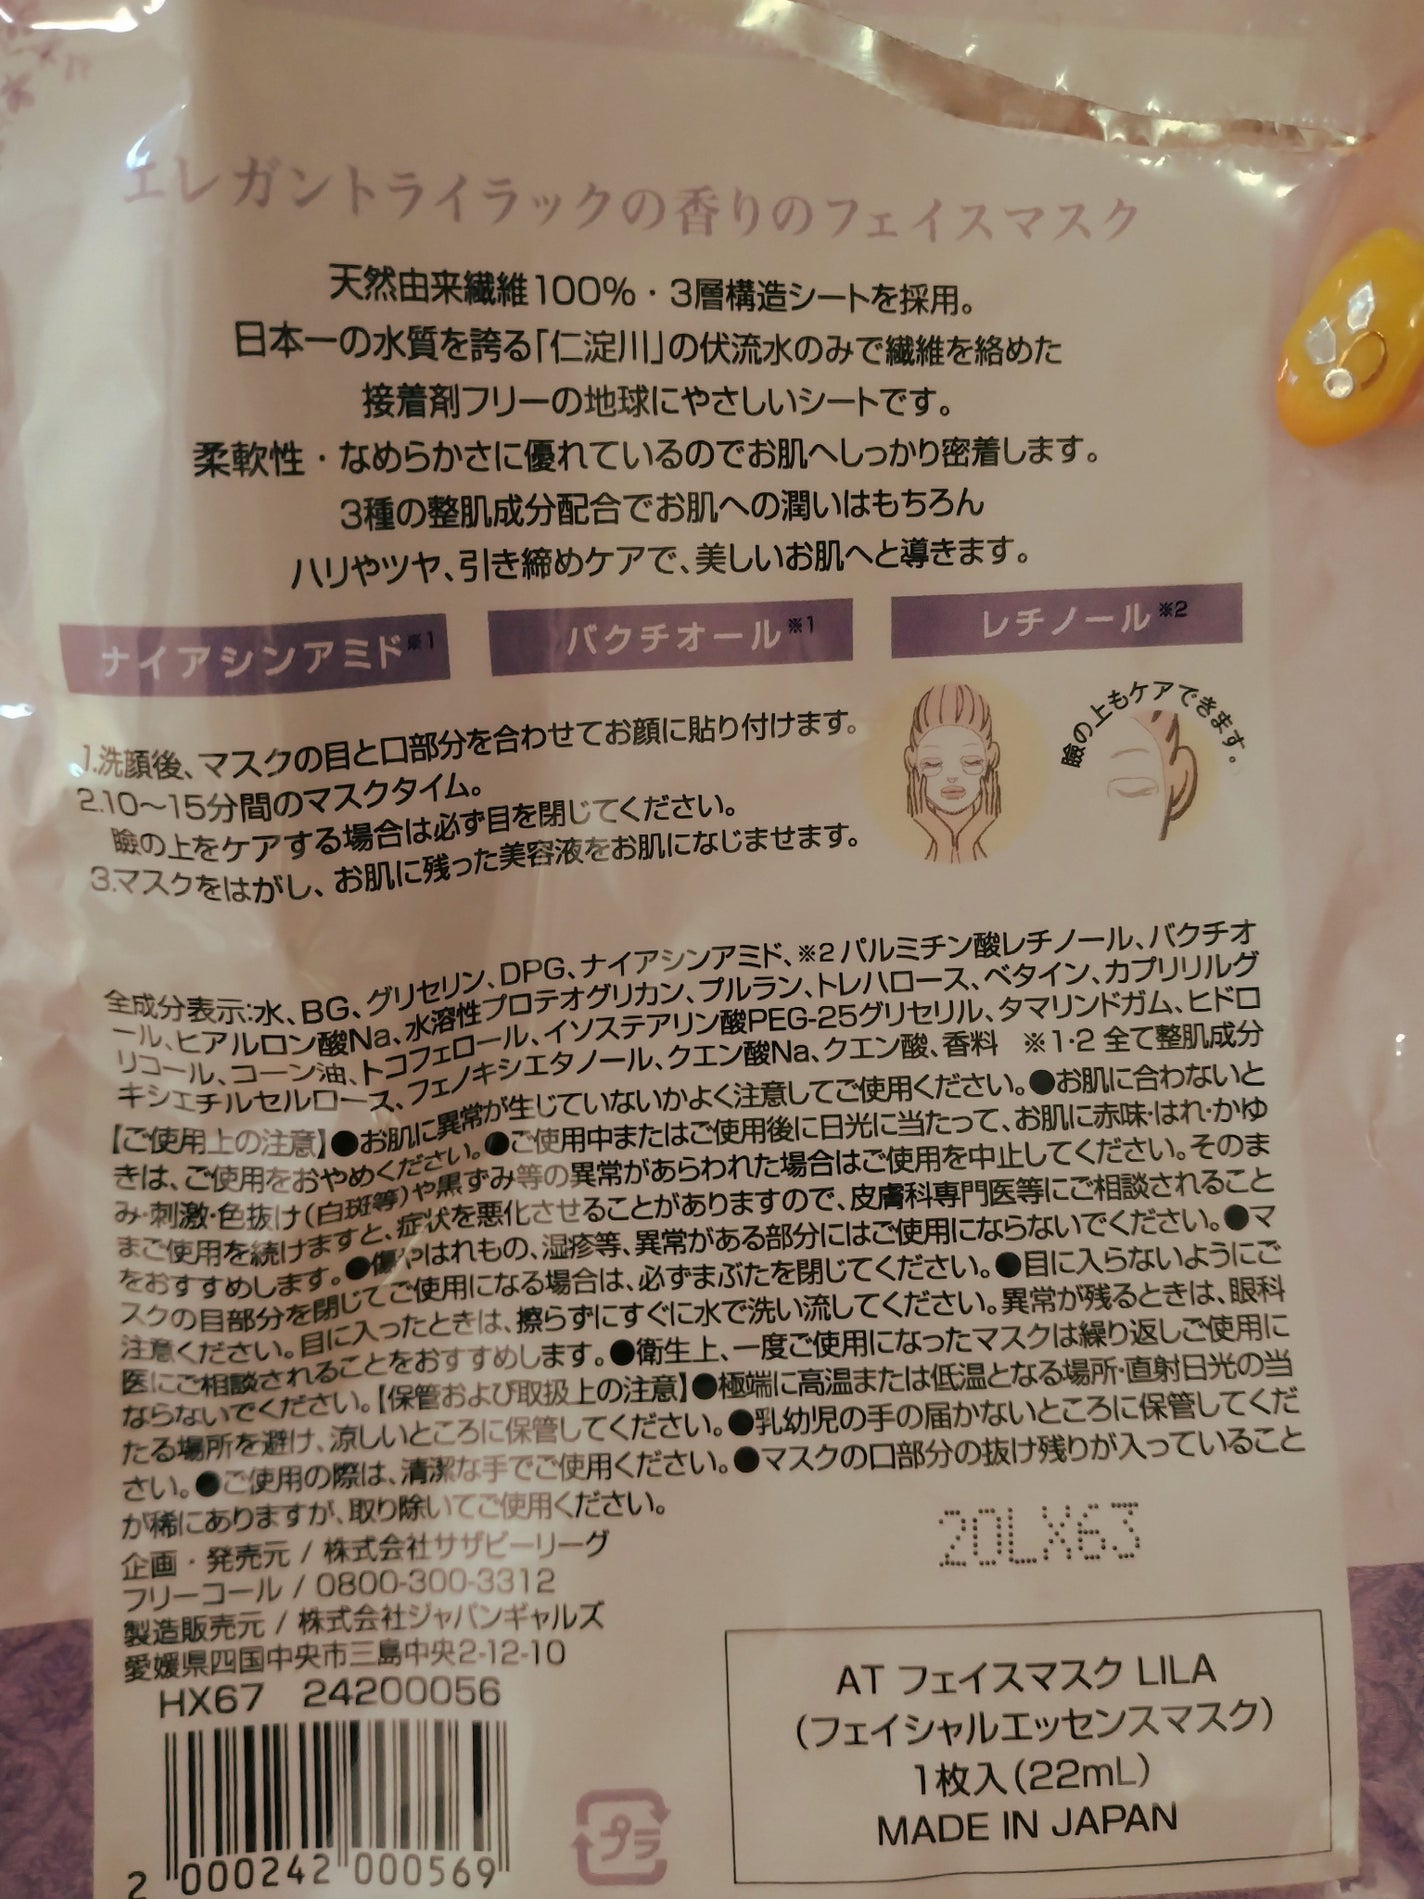 エレガントライラックの香りのフェイスマスク
天然由来繊維100%・3層構造シートを採用。
日本一の水質を誇る「仁淀川」の伏流水のみで繊維を絡めた
接着剤フリーの地球にやさしいシートです。
柔軟性・なめらかさに優れているのでお肌へしっかり密着します。
3種の整肌成分配合でお肌への潤いはもちろん
ハリやツヤ、引き締めケアで、美しいお肌へと導きます。
ナイアシンアミド※1
バクチオール※1
レチノール※2
1.洗顔後、マスクの目と口部分を合わせてお顔に貼り付けます。
2.10〜15分間のマスクタイム。
瞼の上をケアする場合は必ず目を閉じてください。
3.マスクをはがし、お肌に残った美容液をお肌になじませます。
瞼の上もケアできます。
全成分表示:水、BG、グリセリン、DPG、ナイアシンアミド、※2パルミチン酸レチノール、バクチオ
ール、ヒアルロン酸Na、水溶性プロテオグリカン、プルラン、トレハロース、ベタイン、カプリリルグ
リコール、コーン油、トコフェロール、イソステアリン酸PEG-25グリセリル、タマリンドガム、ヒドロ
キシエチルセルロース、フェノキシエタノール、クエン酸Na、クエン酸、香料 ※1・2 全て整肌成分
【ご使用上の注意】●お肌に異常が生じていないかよく注意してご使用ください。●お肌に合わないと
きは、ご使用をおやめください。●ご使用中またはご使用後に日光に当たって、お肌に赤味・はれ・かゆ
み・刺激・色抜け(白斑等)や黒ずみ等の異常があらわれた場合はご使用を中止してください。そのま
まご使用を続けますと、症状を悪化させることがありますので、皮膚科専門医等にご相談されること
をおすすめします。●傷やはれもの、湿疹等、異常がある部分にはご使用にならないでください。●マ
スクの目部分を閉じてご使用になる場合は、必ずまぶたを閉じてください。●目に入らないようにご
注意ください。目に入ったときは、擦らずにすぐに水で洗い流してください。異常が残るときは、眼科
医にご相談されることをおすすめします。●衛生上、一度ご使用になったマスクは繰り返しご使用に
ならないでください。【保管および取扱上の注意】●極端に高温または低温となる場所・直射日光の当
たる場所を避け、涼しいところに保管してください。●乳幼児の手の届かないところに保管してくだ
さい。●ご使用の際は、清潔な手でご使用ください。●マスクの口部分の抜け残りが入っていること
が稀にありますが、取り除いてご使用ください。
企画・発売元 / 株式会社サザビーリーグ
フリーコール / 0800-300-3312
製造販売元 / 株式会社ジャパンギャルズ
愛媛県四国中央市三島中央2-12-10
HX67 24200056
2 000242 000569
プラ
20LX63
AT フェイスマスク LILA
(フェイシャルエッセンスマスク)
1枚入(22mL)
MADE IN JAPAN